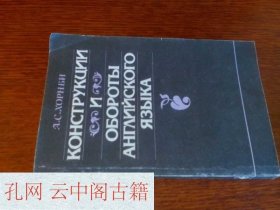 А.С.ХОРНБИ
КОНСТРУКЦИИ
И
ОБОРОТЫ
АНГЛИЙСКОГО
ЯЗЫКА
孔网 云中阁古籍